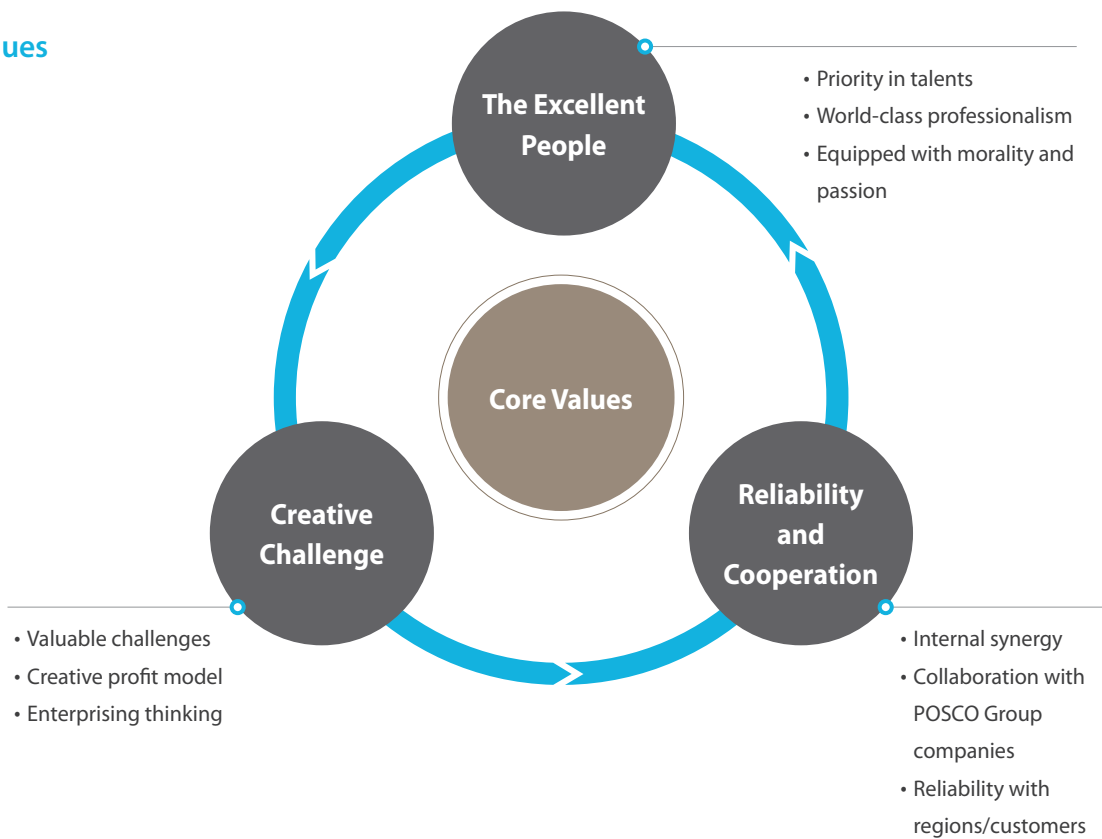 ues
The Excellent
People
• Priority in talents
• World-class professionalism
• Equipped with morality and
passion
Core Values
Creative
Challenge
• Valuable challenges
• Creative profit model
• Enterprising thinking
Reliability
and
Cooperation
• Internal synergy
• Collaboration with
POSCO Group
companies
• Reliability with
regions/customers